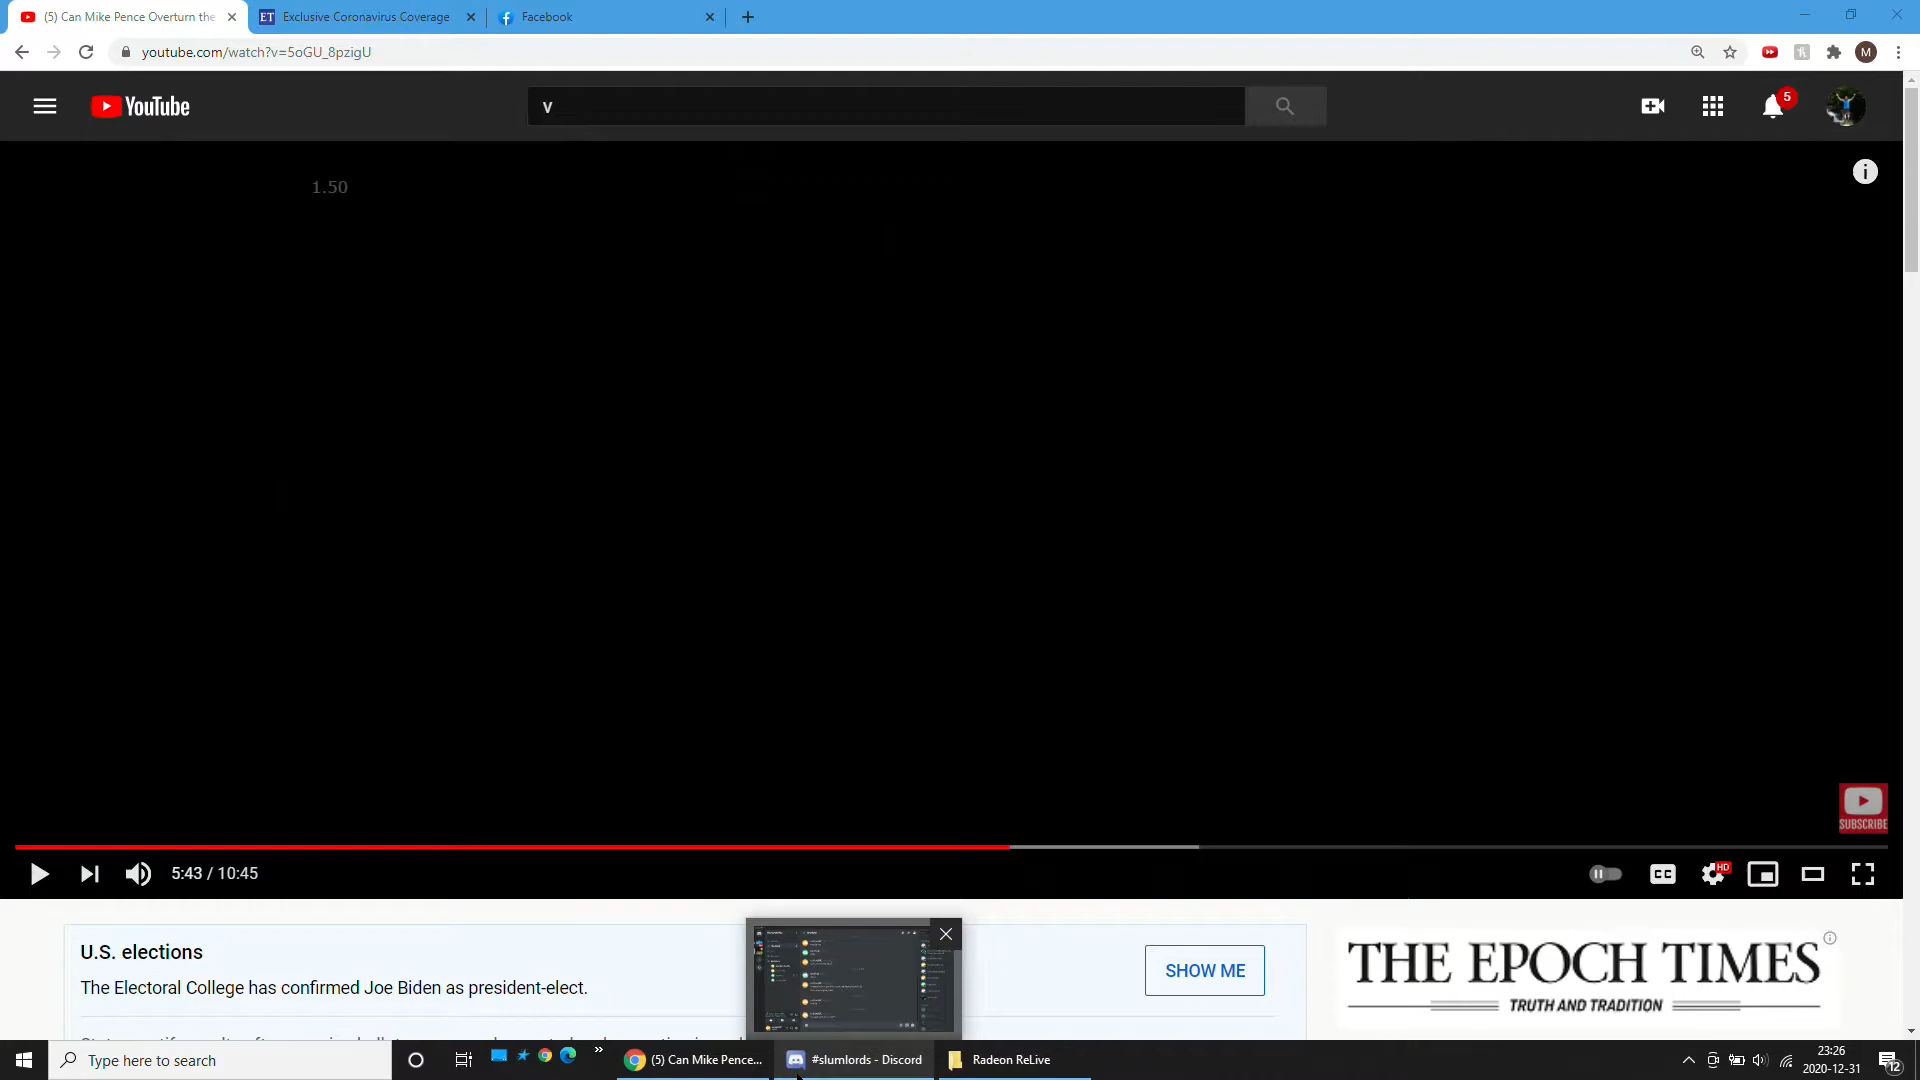 (5) Can Mike Pence Overturn the
ET Exclusive Coronavirus Coverage
Facebook
youtube.com/watch?v=5oGU_8pzigU
M
YouTube
v
5
1.50
SUBSCRIBE
5:43 / 10:45
CC
HD
U.S. elections
The Electoral College has confirmed Joe Biden as president-elect.
SHOW ME
THE EPOCH TIMES
TRUTH AND TRADITION
Type here to search
(5) Can Mike Pence...
#slumlords - Discord
Radeon ReLive
23:26
2020-12-31
12